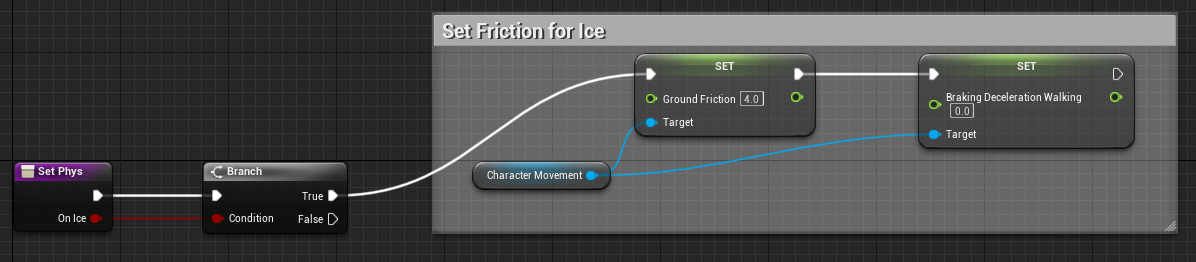 Set Friction for Ice
SET
Ground Friction 4.0
Target
SET
Braking Deceleration Walking
0.0
Target
Character Movement
Set Phys
On Ice
Branch
True
Condition
False